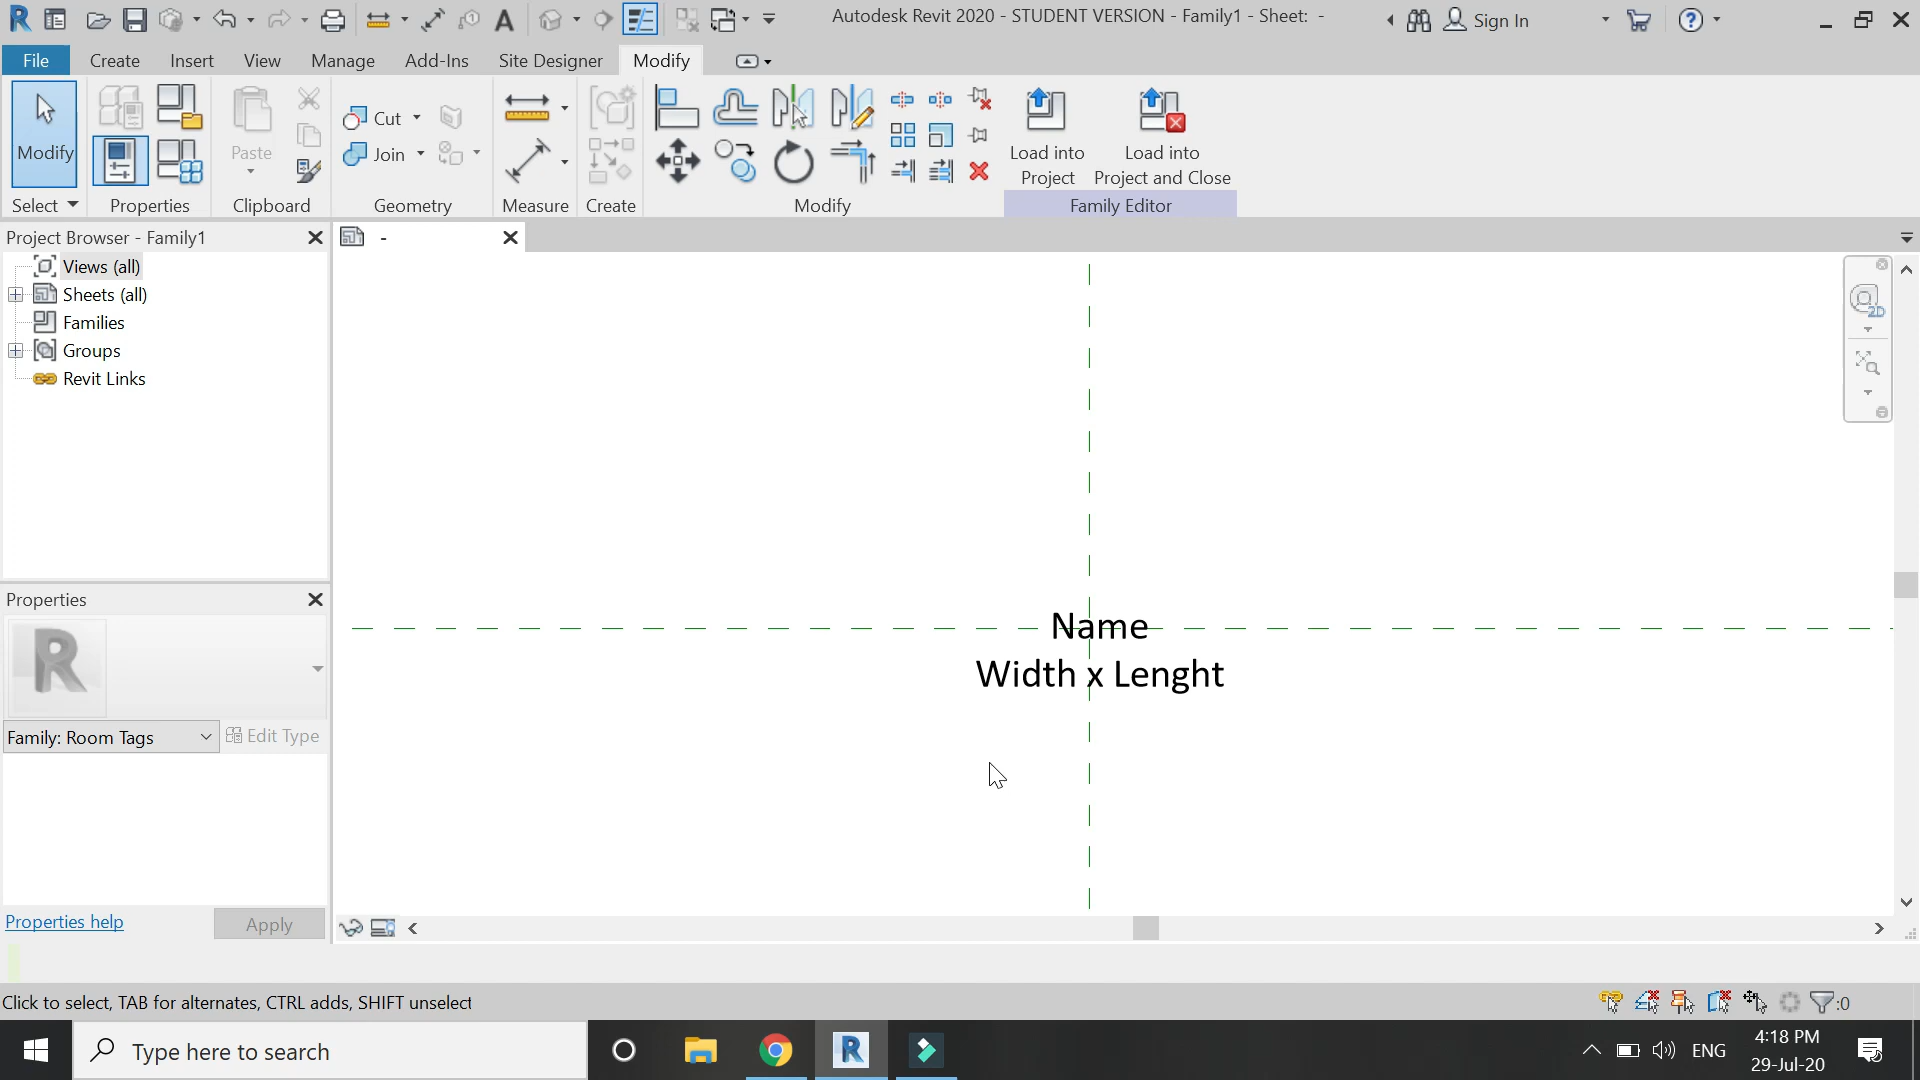 Autodesk Revit 2020 - STUDENT VERSION - Family1 - Sheet: -
Sign In
File
Create
Insert
View
Manage
Add-Ins
Site Designer
Modify
Modify
Paste
Cut
Join
Load into
Project
Load into
Project and Close
Select
Properties
Clipboard
Geometry
Measure
Create
Modify
Family Editor
Project Browser - Family1
-
Views (all)
Sheets (all)
Families
Groups
Revit Links
2D
Properties
Family: Room Tags
Edit Type
Name
Width x Lenght
Properties help
Apply
Click to select, TAB for alternates, CTRL adds, SHIFT unselect
:0
Type here to search
ENG
4:18 PM
29-Jul-20